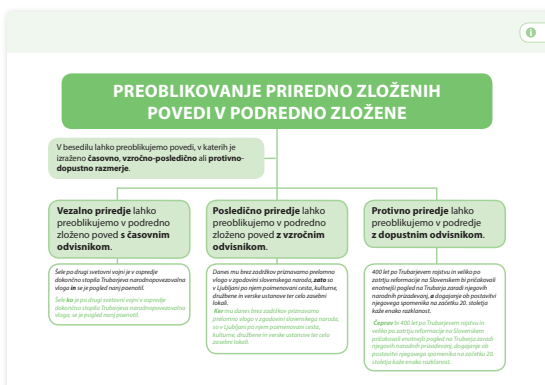 PREOBLIKOVANJE PRIREDNO ZLOŽENIH
POVEDI V PODREDNO ZLOŽENE
V besedilu lahko preoblikujemo povedi, v katerih je
izraženo časovno, vzročno-posledično ali protivno-
dopustno razmerje.
Vezalno priredje lahko
preoblikujemo v podredno
zloženo poved s časovnim
odvisnikom.
Šele po drugi svetovni vojni je v ospredje
dokončno stopila Trubarjeva narodnopovezovalna
vloga in se je pogled nanj poenotil.
Šele ko je po drugi svetovni vojni v ospredje
dokončno stopila Trubarjeva narodnopovezovalna
vloga, se je pogled nanj poenotil.
Posledično priredje lahko
preoblikujemo v podredno
zloženo poved z vzročnim
odvisnikom.
Danes mu brez zadržkov priznavamo prelomno
vlogo v zgodovini slovenskega naroda, zato so
v Ljubljani po njem poimenovani cesta, kulturne,
družbene in verske ustanove ter celo zasebni
lokali.
Ker mu danes brez zadržkov priznavamo
prelomno vlogo v zgodovini slovenskega naroda,
so v Ljubljani po njem poimenovani cesta,
kulturne, družbene in verske ustanove ter celo
zasebni lokali.
Protivno priredje lahko
preoblikujemo v podredje
z dopustnim odvisnikom.
400 let po Trubarjevem rojstvu in veliko po
zatrtju reformacije na Slovenskem bi pričakovali
enotnejši pogled na Trubarja zaradi njegovih
narodnih prizadevanj, a dogajanje ob postavitvi
njegovega spomenika na začetku 20. stoletja
kaže enako razklanost.
Čeprav bi 400 let po Trubarjevem rojstvu in
veliko po zatrtju reformacije na Slovenskem
pričakovali enotnejši pogled na Trubarja zaradi
njegovih narodnih prizadevanj, dogajanje ob
postavitvi njegovega spomenika na začetku 20.
stoletja kaže enako razklanost.